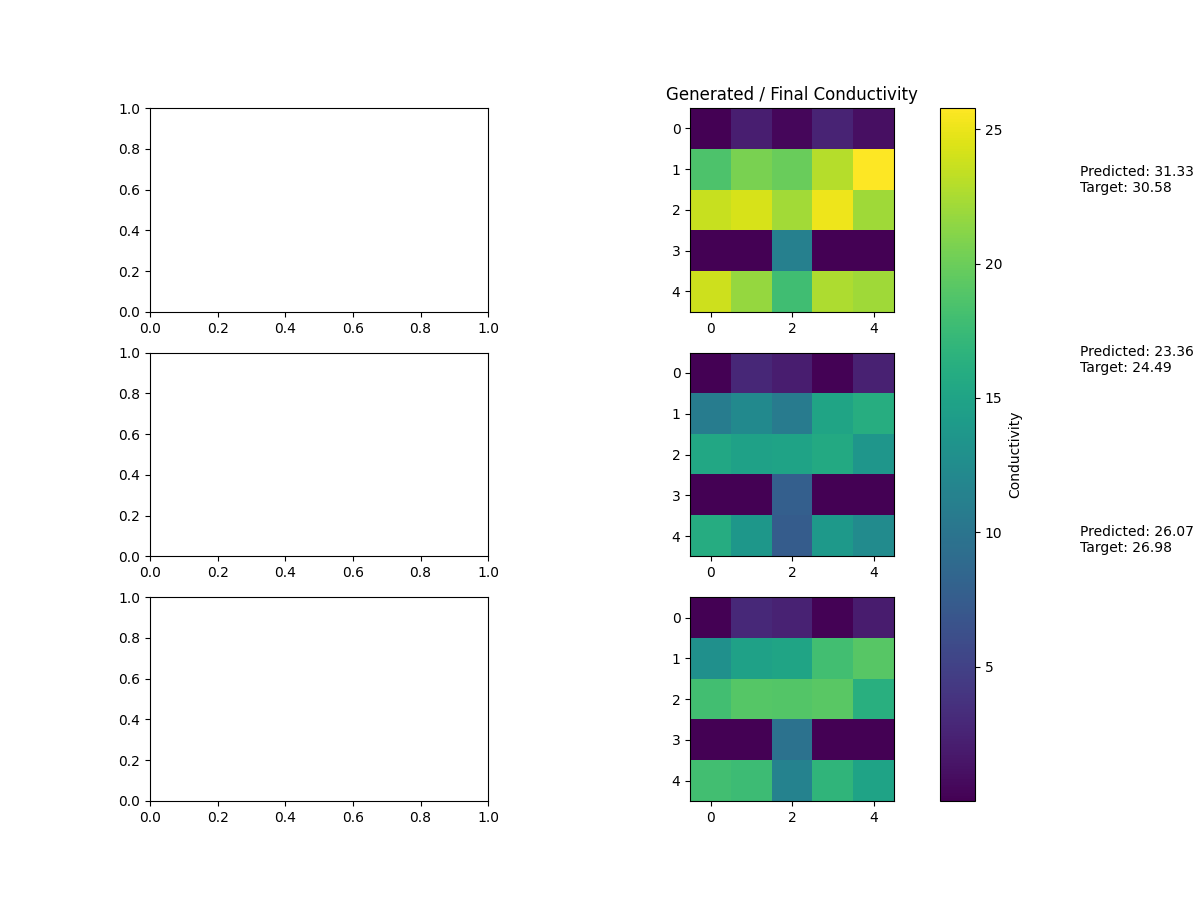 Generated / Final Conductivity
1.0
0.8
0.6
0.4
0.2
0.0
0.0 0.2 0.4 0.6 0.8 1.0
0
1
2
3
4
0 2 4
1.0
0.8
0.6
0.4
0.2
0.0
0.0 0.2 0.4 0.6 0.8 1.0
0
1
2
3
4
0 2 4
1.0
0.8
0.6
0.4
0.2
0.0
0.0 0.2 0.4 0.6 0.8 1.0
0
1
2
3
4
0 2 4
25
20
15
10
5
Conductivity
Predicted: 31.33
Target: 30.58
Predicted: 23.36
Target: 24.49
Predicted: 26.07
Target: 26.98